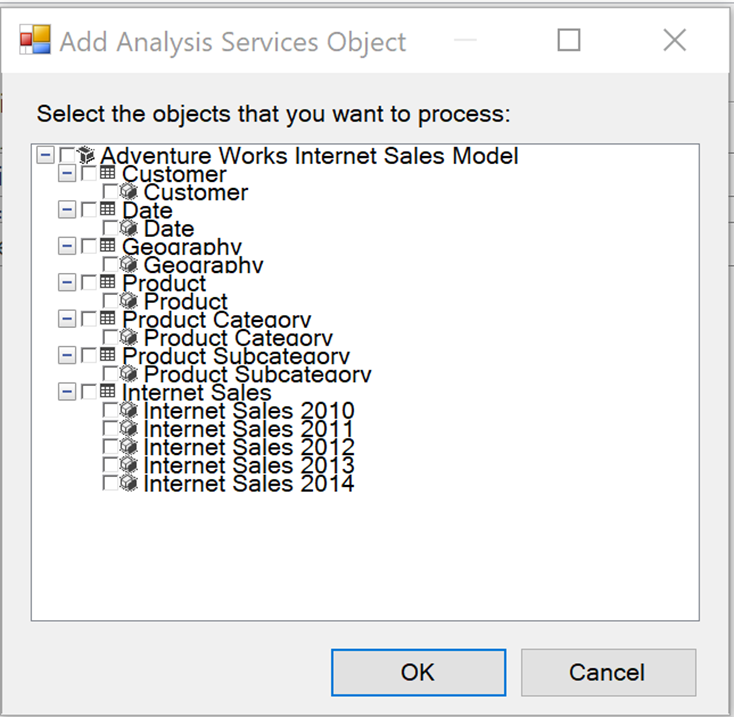 Add Analysis Services Object
Select the objects that you want to process:
Adventure Works Internet Sales Model
Customer
Customer
Date
Date
Geography
Geography
Product
Product
Product Category
Product Category
Product Subcategory
Product Subcategory
Internet Sales
Internet Sales 2010
Internet Sales 2011
Internet Sales 2012
Internet Sales 2013
Internet Sales 2014
OK Cancel